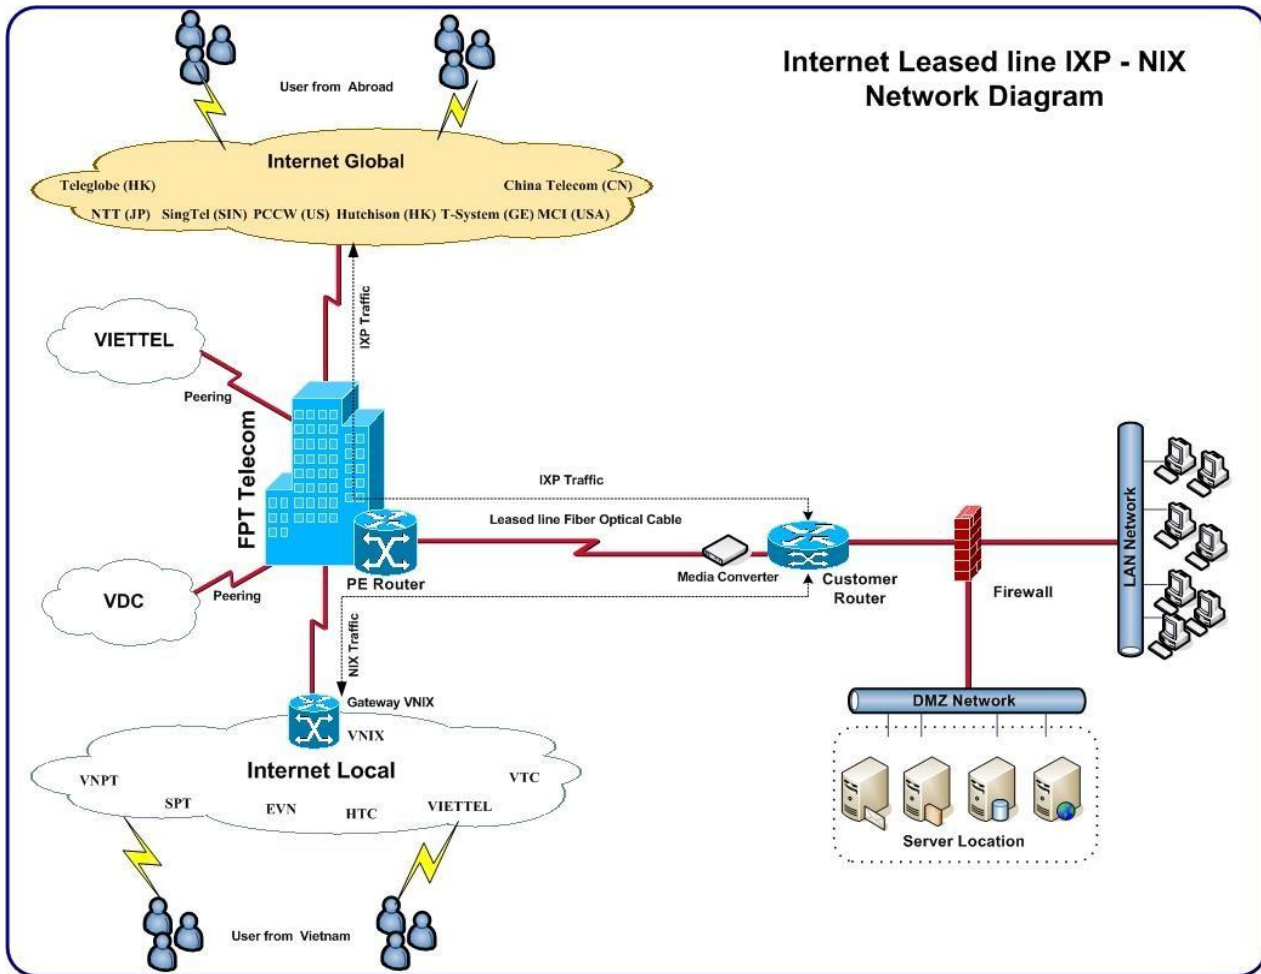 Internet Leased line IXP - NIX
Network Diagram
User from Abroad
Internet Global
Teleglobe (HK)
China Telecom (CN)
NTT (JP)
SingTel (SIN)
PCCW (US)
Hutchison (HK)
T-System (GE)
MCI (USA)
IXP Traffic
VIETTEL
Peering
FPT Telecom
IXP Traffic
Leased line Fiber Optical Cable
PE Router
Media Converter
Customer
Router
Firewall
LAN Network
VDC
Peering
NIX Traffic
Gateway VNIX
VNIX
Internet Local
VNPT
SPT
EVN
HTC
VIETTEL
VTC
DMZ Network
Server Location
User from Vietnam